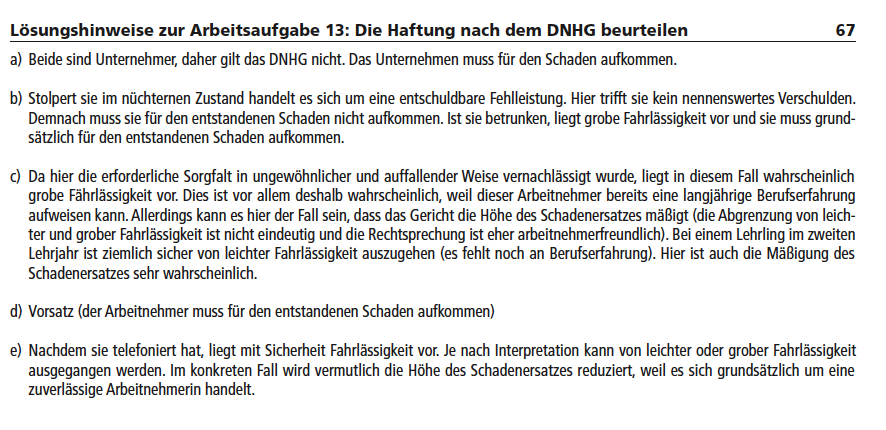 Lösungshinweise zur Arbeitsaufgabe 13: Die Haftung nach dem DNHG beurteilen 67
a) Beide sind Unternehmer, daher gilt das DNHG nicht. Das Unternehmen muss für den Schaden aufkommen.
b) Stolpert sie im nüchternen Zustand handelt es sich um eine entschuldbare Fehlleistung. Hier trifft sie kein nennenswertes Verschulden.
Demnach muss sie für den entstandenen Schaden nicht aufkommen. Ist sie betrunken, liegt grobe Fahrlässigkeit vor und sie muss grund-
sätzlich für den entstandenen Schaden aufkommen.
c) Da hier die erforderliche Sorgfalt in ungewöhnlicher und auffallender Weise vernachlässigt wurde, liegt in diesem Fall wahrscheinlich
grobe Fährlässigkeit vor. Dies ist vor allem deshalb wahrscheinlich, weil dieser Arbeitnehmer bereits eine langjährige Berufserfahrung
aufweisen kann. Allerdings kann es hier der Fall sein, dass das Gericht die Höhe des Schadenersatzes mäßigt (die Abgrenzung von leich-
ter und grober Fahrlässigkeit ist nicht eindeutig und die Rechtsprechung ist eher arbeitnehmerfreundlich). Bei einem Lehrling im zweiten
Lehrjahr ist ziemlich sicher von leichter Fahrlässigkeit auszugehen (es fehlt noch an Berufserfahrung). Hier ist auch die Mäßigung des
Schadenersatzes sehr wahrscheinlich.
d) Vorsatz (der Arbeitnehmer muss für den entstandenen Schaden aufkommen)
e) Nachdem sie telefoniert hat, liegt mit Sicherheit Fahrlässigkeit vor. Je nach Interpretation kann von leichter oder grober Fahrlässigkeit
ausgegangen werden. Im konkreten Fall wird vermutlich die Höhe des Schadenersatzes reduziert, weil es sich grundsätzlich um eine
zuverlässige Arbeitnehmerin handelt.